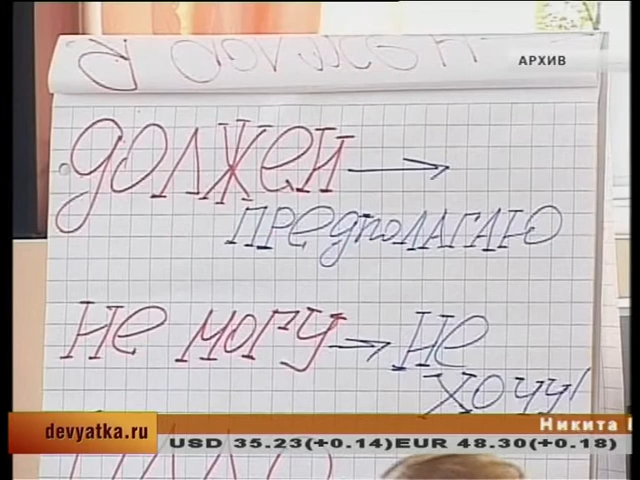 Я должен
АРХИВ
должен →
предполагаю
не могу → не
хочу!
Никита
devyatka.ru
USD 35.23(+0.14)EUR 48.30(+0.18)